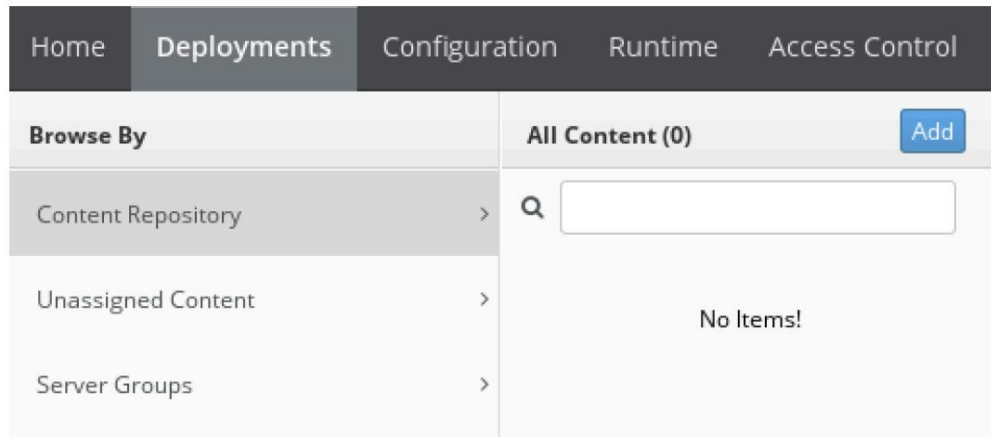 Home Deployments Configuration Runtime Access Control
Browse By
All Content (0) Add
Content Repository
Unassigned Content
No Items!
Server Groups